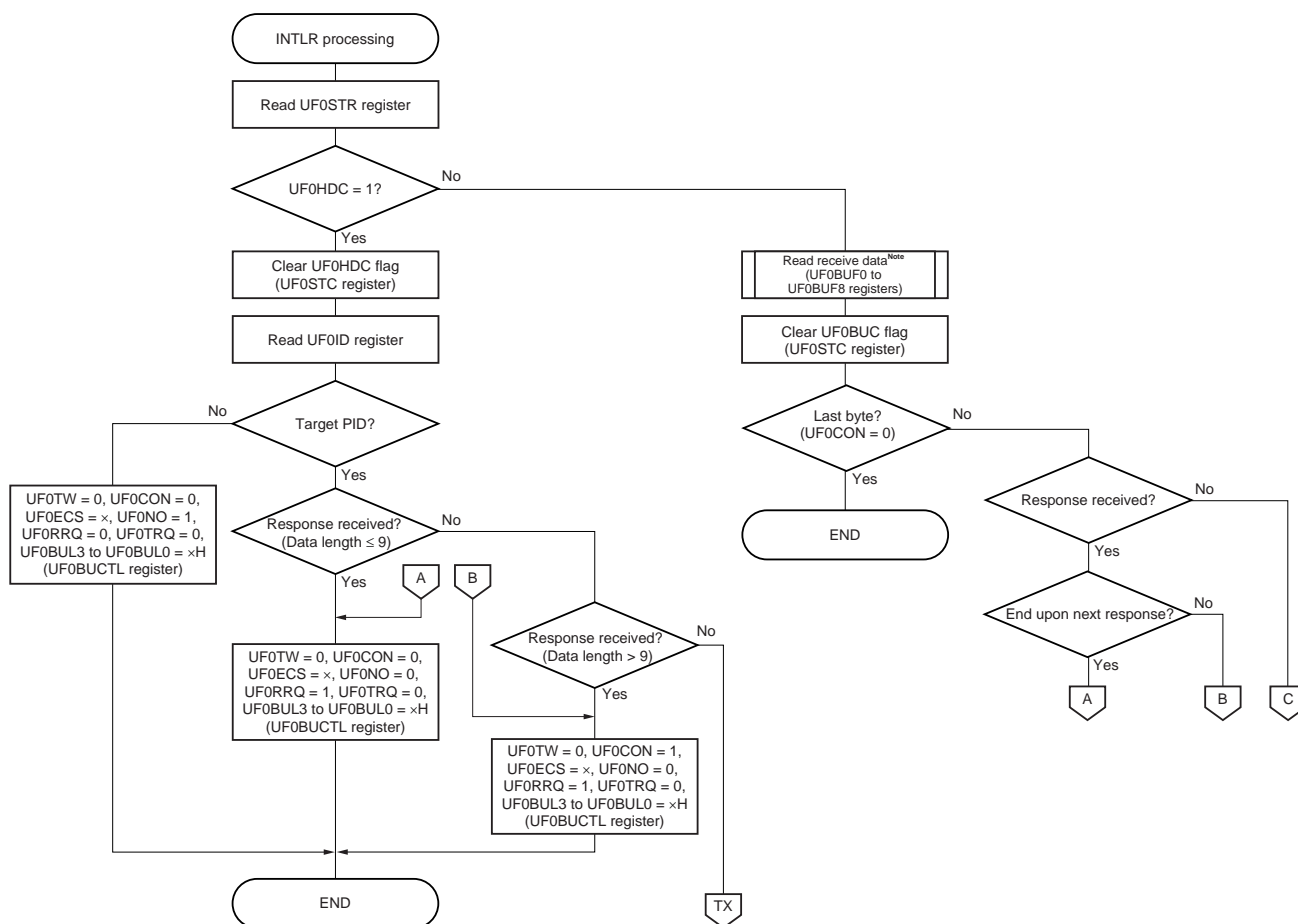 INTLR processing
Read UF0STR register
UF0HDC = 1?
No
Yes
Clear UF0HDC flag
(UF0STC register)
Read UF0ID register
Target PID?
No
Yes
UF0TW = 0, UF0CON = 0,
UF0ECS = ×, UF0NO = 1,
UF0RRQ = 0, UF0TRQ = 0,
UF0BUL3 to UF0BUL0 = ×H
(UF0BUCTL register)
Response received?
(Data length ≤ 9)
No
Yes
A
B
UF0TW = 0, UF0CON = 0,
UF0ECS = ×, UF0NO = 0,
UF0RRQ = 1, UF0TRQ = 0,
UF0BUL3 to UF0BUL0 = ×H
(UF0BUCTL register)
Response received?
(Data length > 9)
No
Yes
UF0TW = 0, UF0CON = 1,
UF0ECS = ×, UF0NO = 0,
UF0RRQ = 1, UF0TRQ = 0,
UF0BUL3 to UF0BUL0 = ×H
(UF0BUCTL register)
END
TX
Read receive dataNote
(UF0BUF0 to
UF0BUF8 registers)
Clear UF0BUC flag
(UF0STC register)
Last byte?
(UF0CON = 0)
No
Yes
END
Response received?
No
Yes
End upon next response?
No
Yes
A
B
C